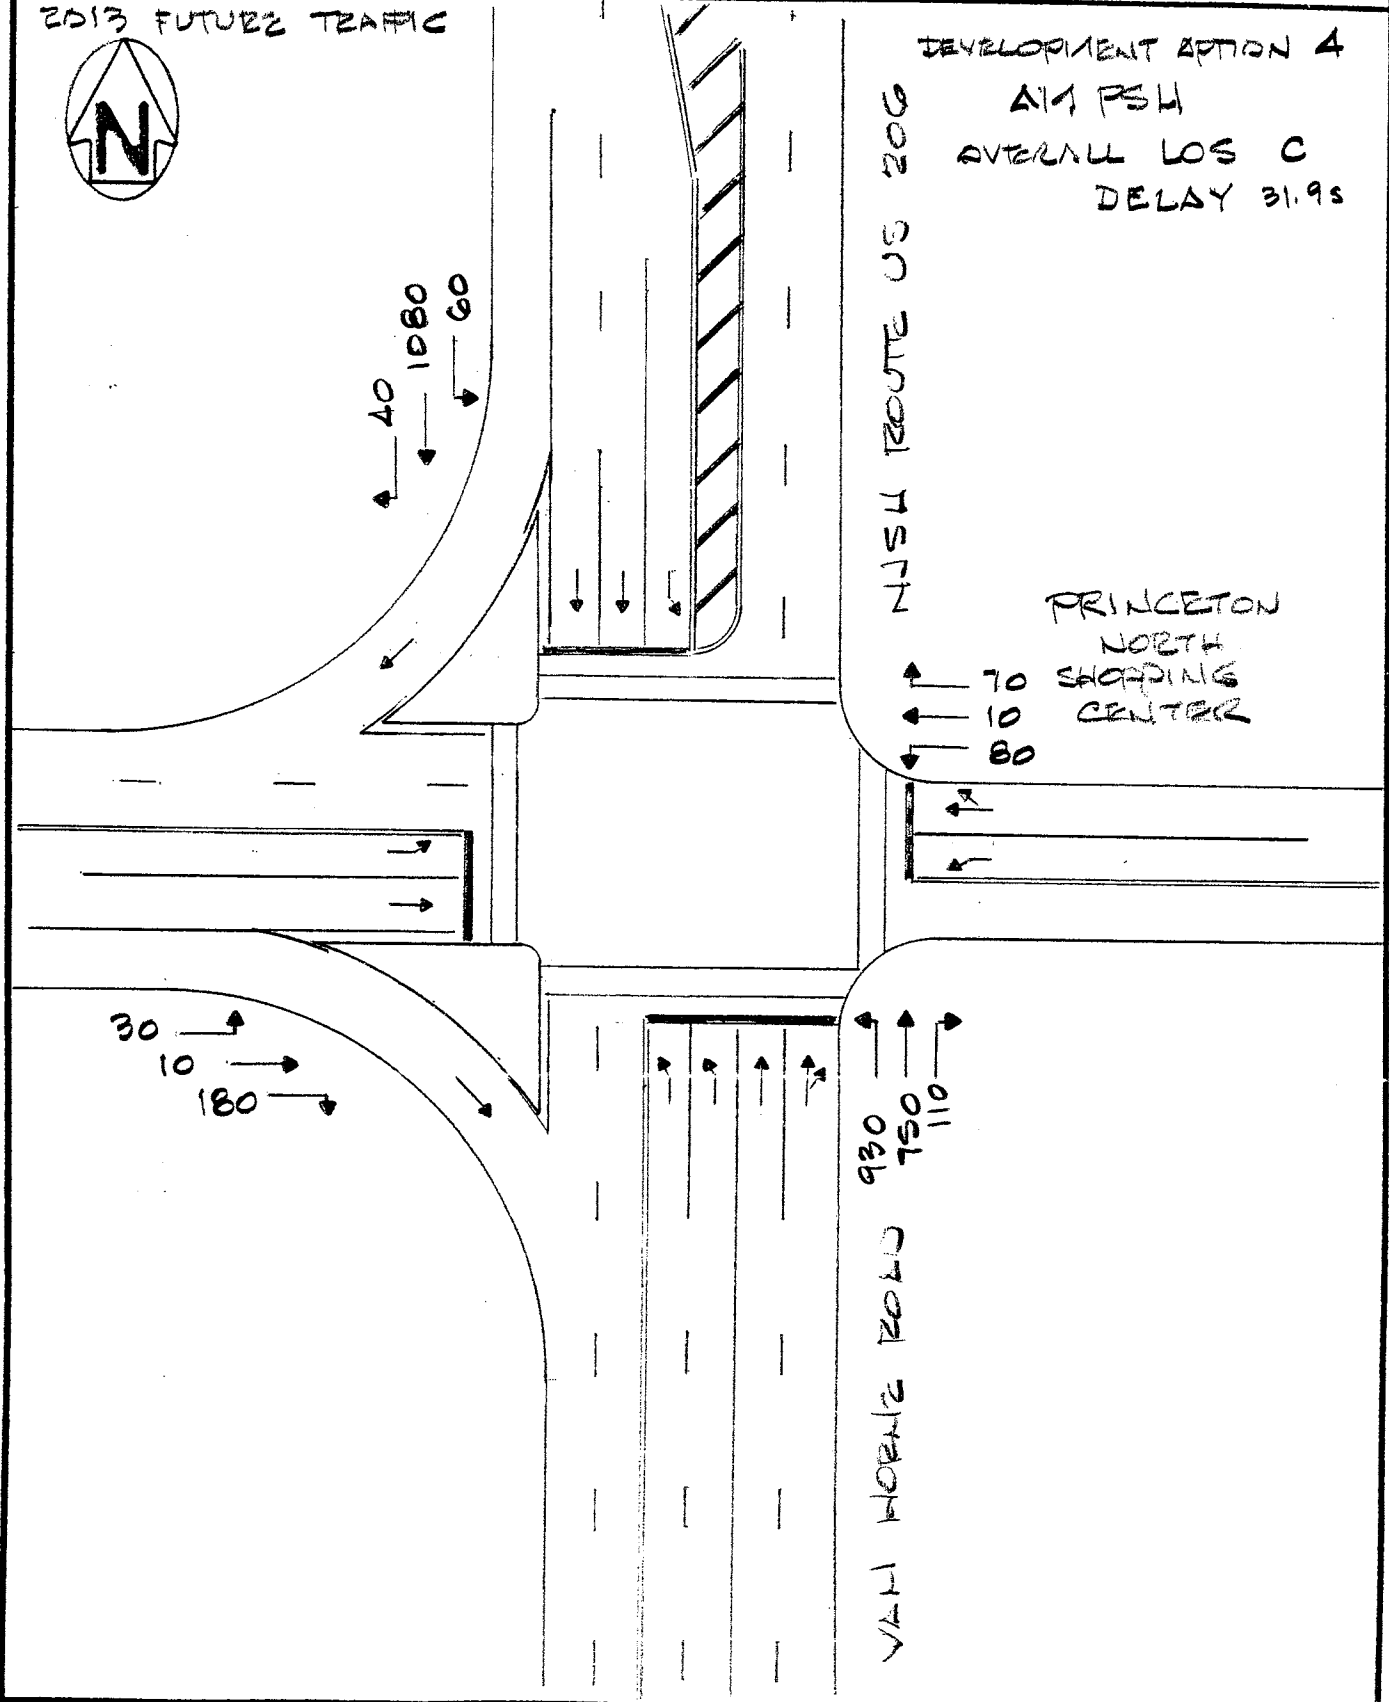 2013 FUTURE TRAFFIC
N
DEVELOPMENT OPTION 4
AM PSH
OVERALL LOS C
DELAY 31.9s
NJSH ROUTE US 206
60
1080
40
PRINCETON
NORTH
SHOPPING
CENTER
70
10
80
30
10
180
930
750
110
VAN HORNE ROAD